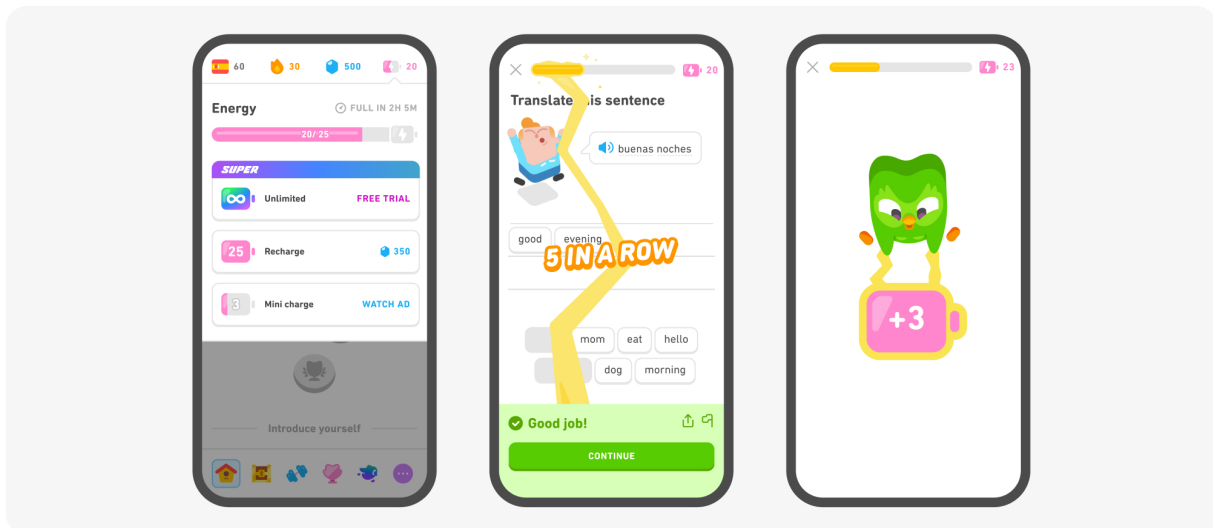 60 30 500 20
Energy FULL IN 2H 5M
20/25
SUPER
Unlimited FREE TRIAL
25 Recharge 350
3 Mini charge WATCH AD
Introduce yourself
20
Translate this sentence
buenas noches
good evening
5 IN A ROW
mom eat hello
dog morning
Good job!
CONTINUE
23
+3